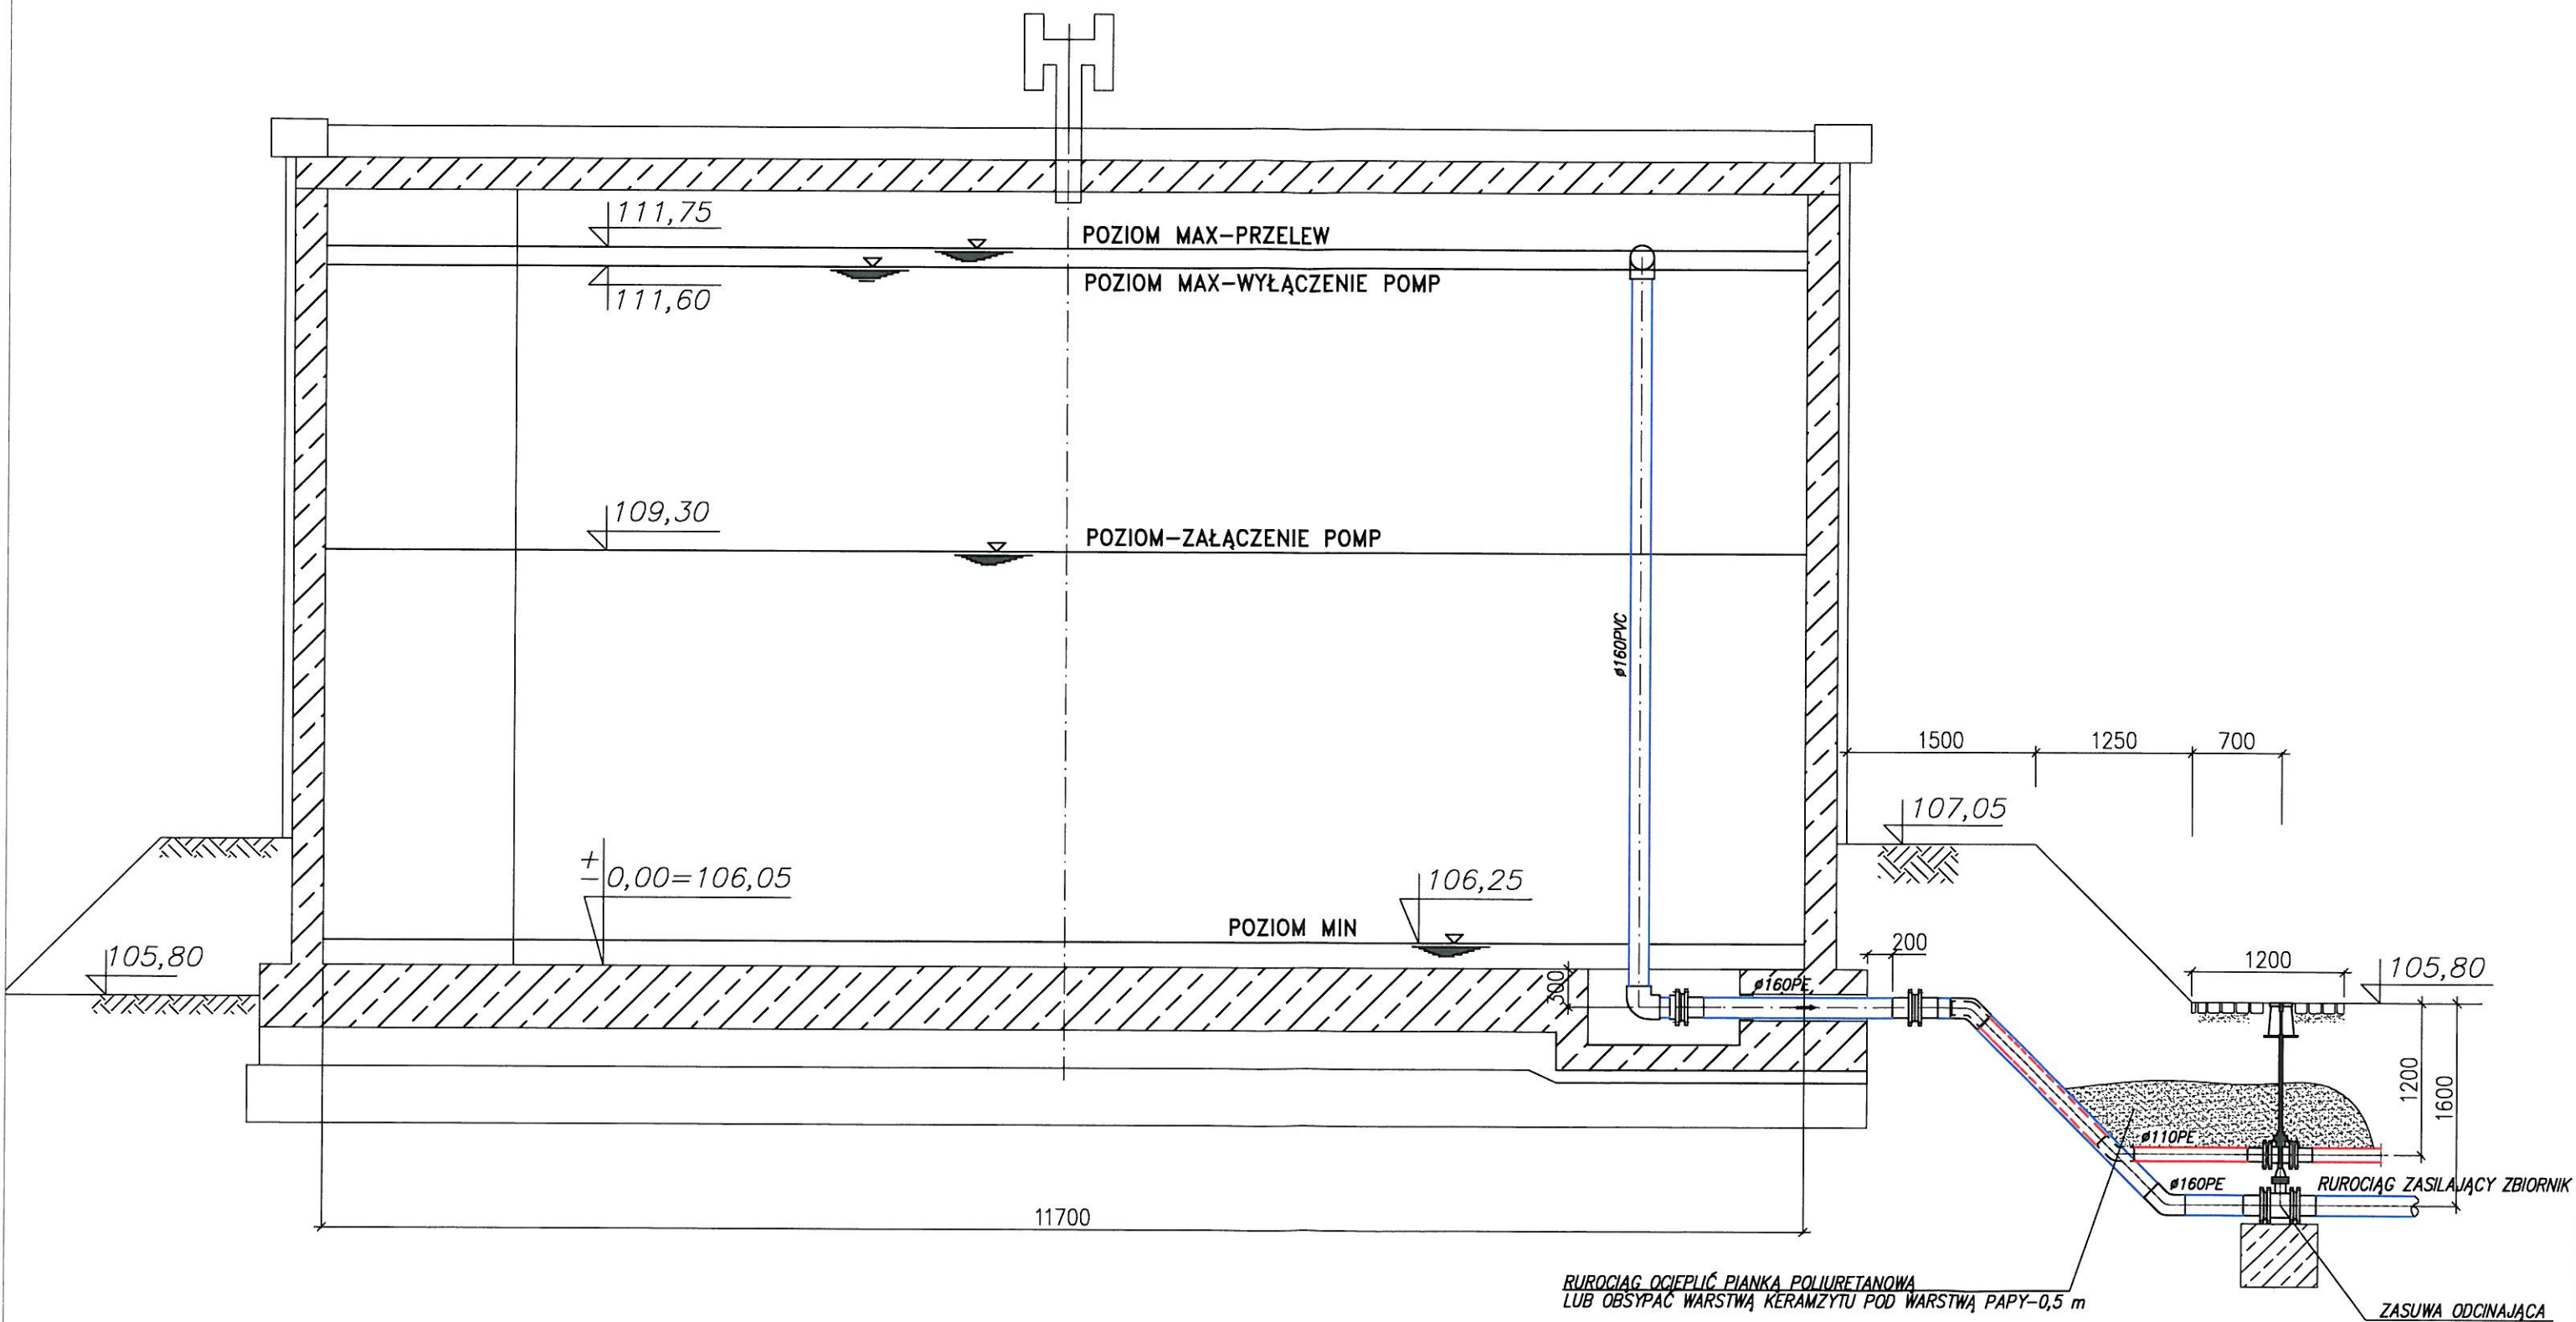 111,75
POZIOM MAX-PRZELEW
POZIOM MAX-WYŁĄCZENIE POMP
111,60
109,30
POZIOM-ZAŁĄCZENIE POMP
ø160PVC
1500
1250
700
107,05
±0,00=106,05
106,25
POZIOM MIN
105,80
200
1200
105,80
300
ø160PE
1200
1600
ø110PE
ø160PE
RUROCIĄG ZASILAJĄCY ZBIORNIK
11700
RUROCIĄG OCIEPLIĆ PIANKĄ POLIURETANOWĄ
LUB OBSYPAĆ WARSTWĄ KERAMZYTU POD WARSTWĄ PAPY-0,5 m
ZASUWA ODCINAJĄCA